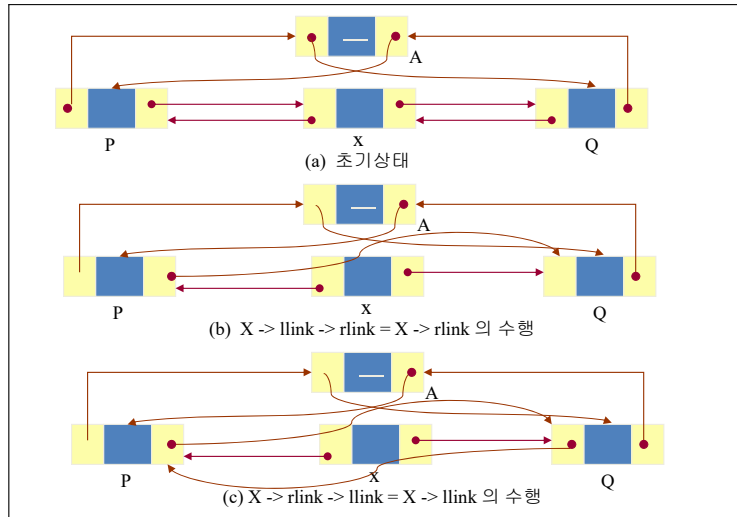 A
P
x
Q
(a) 초기상태
A
P
x
Q
(b) X -> llink -> rlink = X -> rlink 의 수행
A
P
x
Q
(c) X -> rlink -> llink = X -> llink 의 수행